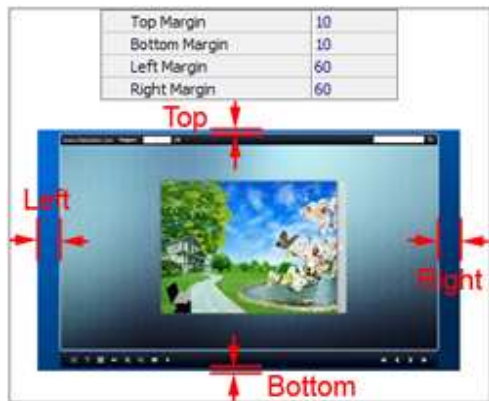 Top Margin 10
Bottom Margin 10
Left Margin 60
Right Margin 60
Top
Left
Right
Bottom